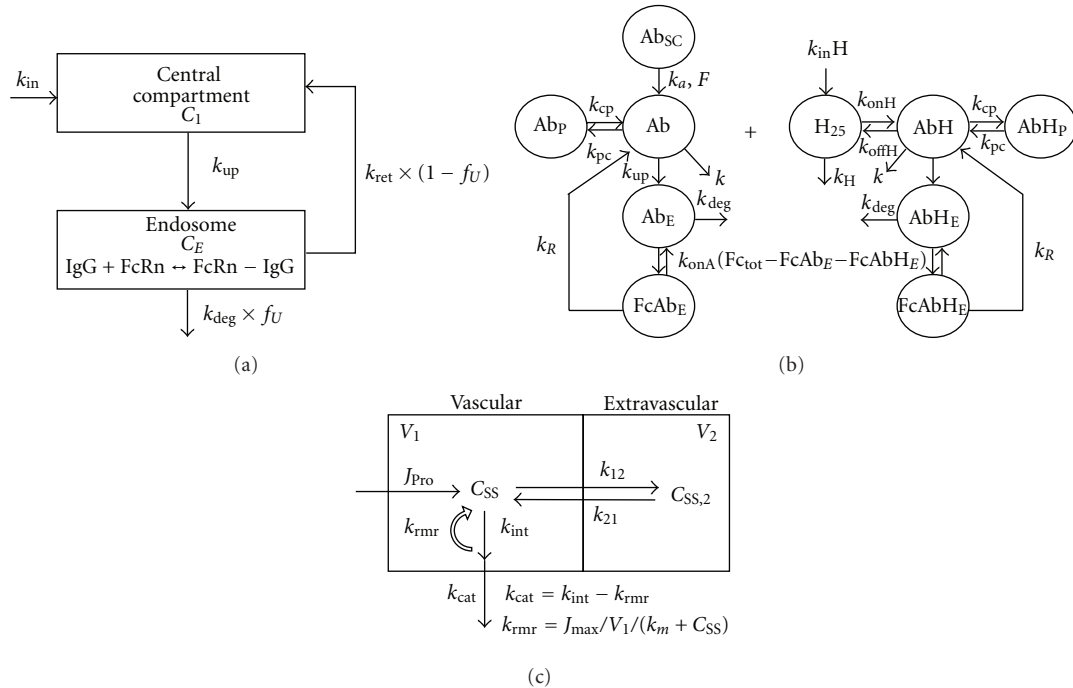 k_in
Central
compartment
C_1
k_up
k_ret × (1 − f_U)
Endosome
C_E
IgG + FcRn ↔ FcRn − IgG
k_deg × f_U
(a)
Ab_SC
k_a, F
Ab_P
k_cp
k_pc
Ab
k_up
k
Ab_E
k_deg
k_R
k_onA(Fc_tot−FcAb_E−FcAbH_E)
FcAb_E
+
k_inH
H_25
k_onH
k_offH
k_H
AbH
k
k_cp
k_pc
AbH_P
k_deg
AbH_E
k_R
FcAbH_E
(b)
Vascular
Extravascular
V_1
V_2
J_Pro
C_SS
k_12
k_21
C_SS,2
k_rmr
k_int
k_cat
k_cat = k_int − k_rmr
k_rmr = J_max/V_1/(k_m + C_SS)
(c)